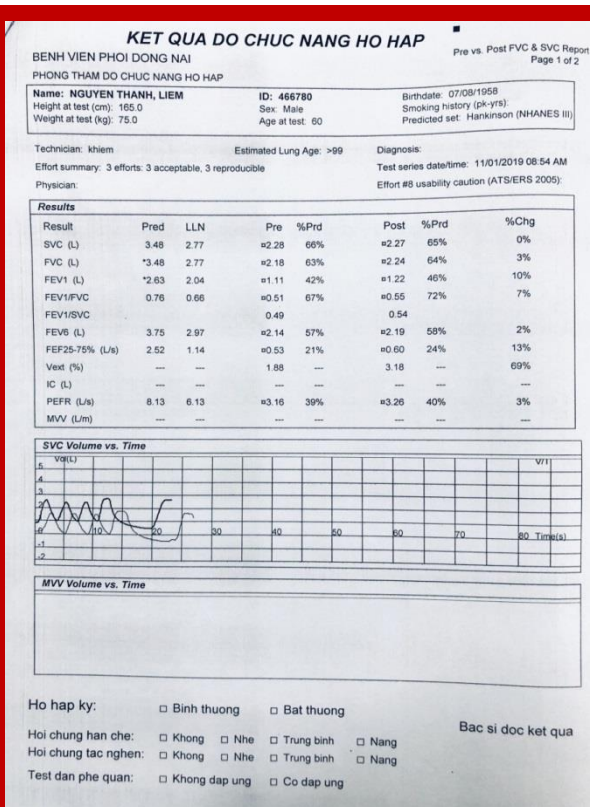 KET QUA DO CHUC NANG HO HAP
BENH VIEN PHOI DONG NAI
Pre vs. Post FVC & SVC Report
Page 1 of 2
PHONG THAM DO CHUC NANG HO HAP
Name: NGUYEN THANH, LIEM ID: 466780 Birthdate: 07/08/1958
Height at test (cm): 165.0 Sex: Male Smoking history (pk-yrs):
Weight at test (kg): 75.0 Age at test: 60 Predicted set: Hankinson (NHANES III)
Technician: khiem Estimated Lung Age: >99 Diagnosis:
Effort summary: 3 efforts: 3 acceptable, 3 reproducible Test series date/time: 11/01/2019 08:54 AM
Physician: Effort #8 usability caution (ATS/ERS 2005):
Results
Result Pred LLN Pre %Prd Post %Prd %Chg
SVC (L) 3.48 2.77 ¤2.28 66% ¤2.27 65% 0%
FVC (L) *3.48 2.77 ¤2.18 63% ¤2.24 64% 3%
FEV1 (L) *2.63 2.04 ¤1.11 42% ¤1.22 46% 10%
FEV1/FVC 0.76 0.66 ¤0.51 67% ¤0.55 72% 7%
FEV1/SVC 0.49 0.54
FEV6 (L) 3.75 2.97 ¤2.14 57% ¤2.19 58% 2%
FEF25-75% (L/s) 2.52 1.14 ¤0.53 21% ¤0.60 24% 13%
Vext (%) --- --- 1.88 --- 3.18 --- 69%
IC (L) --- --- --- --- --- --- ---
PEFR (L/s) 8.13 6.13 ¤3.16 39% ¤3.26 40% 3%
MVV (L/m) --- --- --- --- --- --- ---
SVC Volume vs. Time
Vol(L) V/T
5
4
3
2
0 10 20 30 40 50 60 70 80 Time(s)
-1
-2
MVV Volume vs. Time
Ho hap ky: □ Binh thuong □ Bat thuong
Bac si doc ket qua
Hoi chung han che: □ Khong □ Nhe □ Trung binh □ Nang
Hoi chung tac nghen: □ Khong □ Nhe □ Trung binh □ Nang
Test dan phe quan: □ Khong dap ung □ Co dap ung